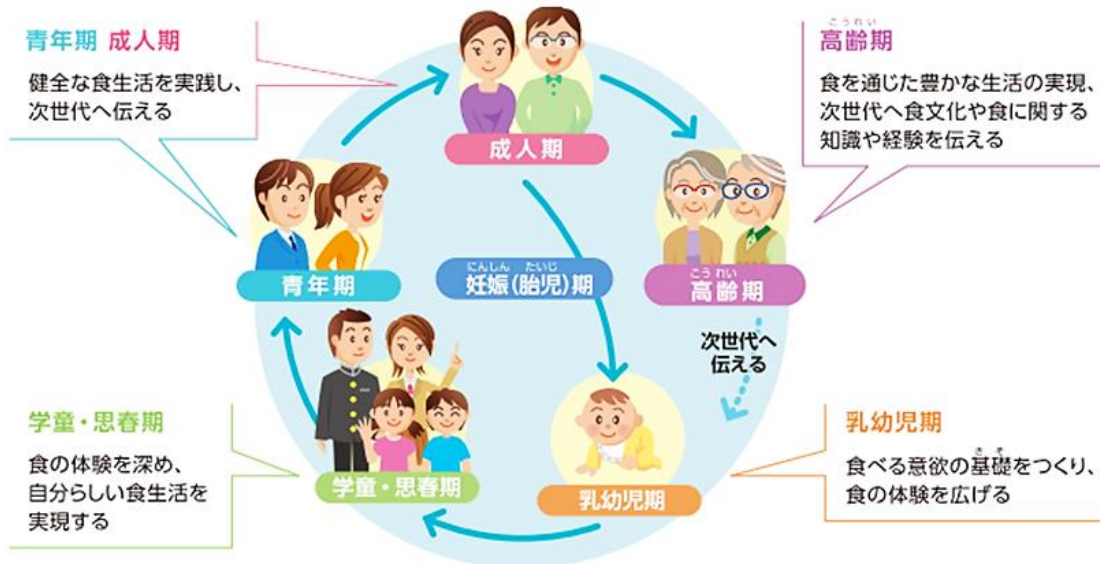 青年期 成人期
健全な食生活を実践し、
次世代へ伝える
こうれい
高齢期
食を通じた豊かな生活の実現、
次世代へ食文化や食に関する
知識や経験を伝える
成人期
青年期
にんしん たいじ
妊娠(胎児)期
こうれい
高齢期
次世代へ
伝える
学童・思春期
食の体験を深め、
自分らしい食生活を
実現する
学童・思春期
乳幼児期
乳幼児期
きそ
食べる意欲の基礎をつくり、
食の体験を広げる